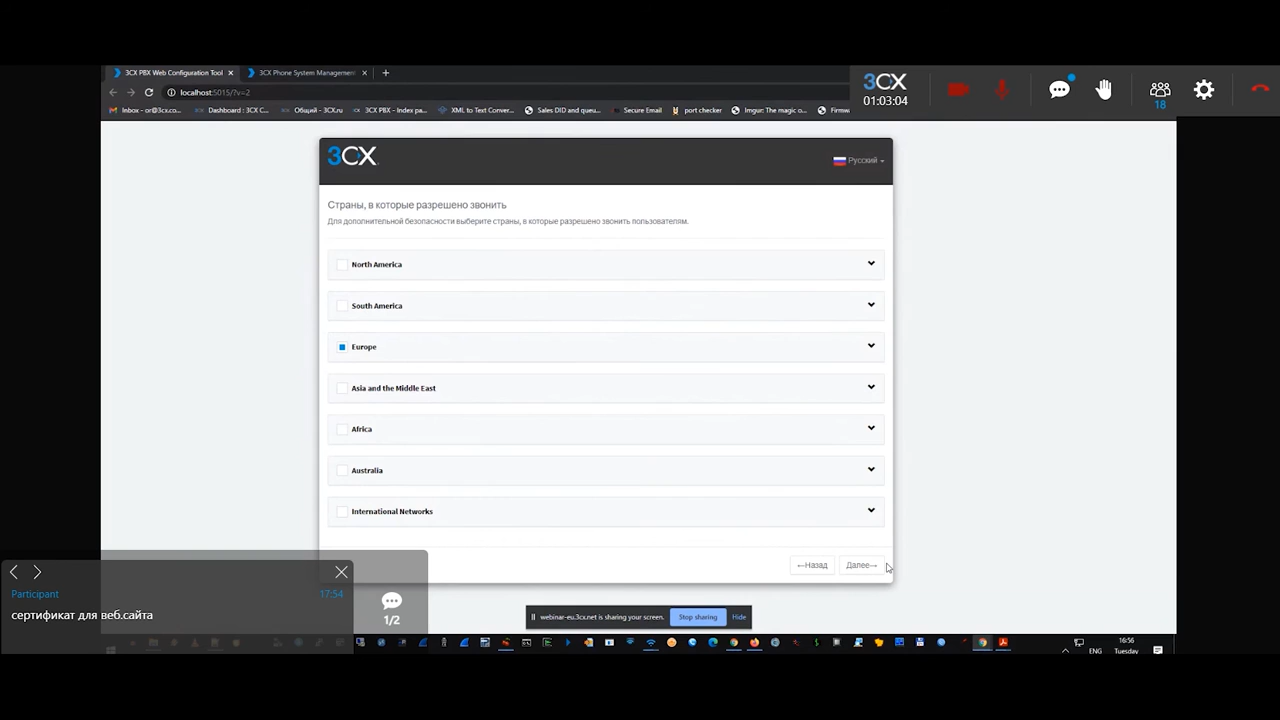 3CX PBX Web Configuration Tool
3CX Phone System Manageme
localhost:5015/?v=2
Inbox - or@3cx.co...
Dashboard : 3CX C...
Общий - 3CX.ru
3CX PBX - Index pa...
XML to Text Conver...
Sales DID and queu...
Secure Email
port checker
Imgur: The magic o...
Firmw
3CX
01:03:04
18
3CX
Русский
Страны, в которые разрешено звонить
Для дополнительной безопасности выберите страны, в которые разрешено звонить пользователям.
North America
South America
Europe
Asia and the Middle East
Africa
Australia
International Networks
←Назад
Далее→
Participant
17:54
сертификат для веб.сайта
1/2
webinar-eu.3cx.net is sharing your screen.
Stop sharing
Hide
ENG
16:56
Tuesday